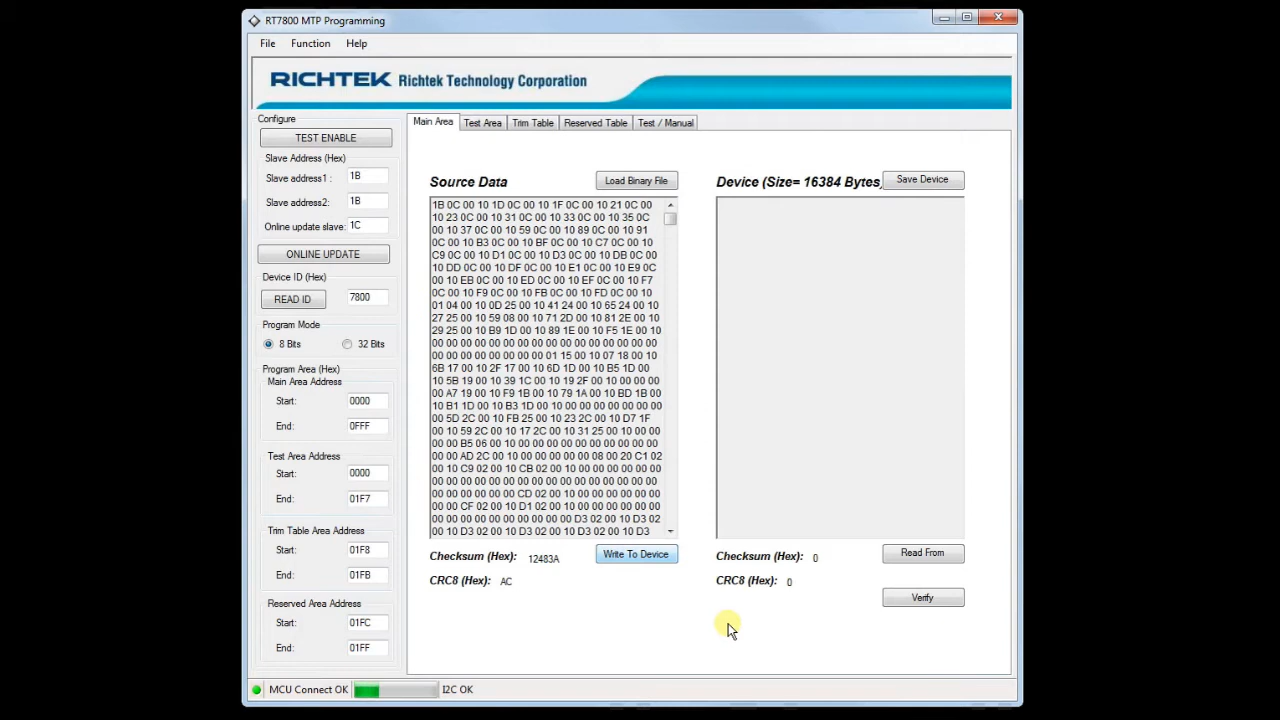 RT7800 MTP Programming
File Function Help
RICHTEK Richtek Technology Corporation
Configure
TEST ENABLE
Slave Address (Hex)
Slave address1 : 1B
Slave address2: 1B
Online update slave: 1C
ONLINE UPDATE
Device ID (Hex)
READ ID 7800
Program Mode
8 Bits 32 Bits
Program Area (Hex)
Main Area Address
Start: 0000
End: 0FFF
Test Area Address
Start: 0000
End: 01F7
Trim Table Area Address
Start: 01F8
End: 01FB
Reserved Area Address
Start: 01FC
End: 01FF
Main Area Test Area Trim Table Reserved Table Test / Manual
Source Data Load Binary File
1B 0C 00 10 1D 0C 00 10 1F 0C 00 10 21 0C 00
10 23 0C 00 10 31 0C 00 10 33 0C 00 10 35 0C
00 10 37 0C 00 10 59 0C 00 10 89 0C 00 10 91
0C 00 10 B3 0C 00 10 BF 0C 00 10 C7 0C 00 10
C9 0C 00 10 D1 0C 00 10 D3 0C 00 10 DB 0C 00
10 DD 0C 00 10 DF 0C 00 10 E1 0C 00 10 E9 0C
00 10 EB 0C 00 10 ED 0C 00 10 EF 0C 00 10 F7
0C 00 10 F9 0C 00 10 FB 0C 00 10 FD 0C 00 10
01 04 00 10 0D 25 00 10 41 24 00 10 65 24 00 10
27 25 00 10 59 08 00 10 71 2D 00 10 81 2E 00 10
29 25 00 10 B9 1D 00 10 89 1E 00 10 F5 1E 00 10
00 00 00 00 00 00 00 00 00 00 00 00 00 00 00 00
00 00 00 00 00 00 00 00 01 15 00 10 07 18 00 10
6B 17 00 10 2F 17 00 10 6D 1D 00 10 B5 1D 00
10 5B 19 00 10 39 1C 00 10 19 2F 00 10 00 00 00
00 A7 19 00 10 F9 1B 00 10 79 1A 00 10 BD 1B 00
10 B1 1D 00 10 B3 1D 00 10 00 00 00 00 00 00 00
00 5D 2C 00 10 FB 25 00 10 23 2C 00 10 D7 1F
00 10 59 2C 00 10 17 2C 00 10 31 25 00 10 00 00
00 00 B5 06 00 10 00 00 00 00 00 00 00 00 00 00
00 00 AD 2C 00 10 00 00 00 00 00 08 00 20 C1 02
00 10 C9 02 00 10 CB 02 00 10 00 00 00 00 00 00
00 00 00 00 00 00 00 00 00 00 00 00 00 00 00 00
00 00 00 00 00 00 CD 02 00 10 00 00 00 00 00 00
00 00 CF 02 00 10 D1 02 00 10 00 00 00 00 00 00
00 00 00 00 00 00 00 00 00 00 D3 02 00 10 D3 02
00 10 D3 02 00 10 D3 02 00 10 D3 02 00 10 D3
Checksum (Hex): 12483A Write To Device
CRC8 (Hex): AC
Device (Size= 16384 Bytes) Save Device
Checksum (Hex): 0 Read From
CRC8 (Hex): 0
Verify
MCU Connect OK I2C OK